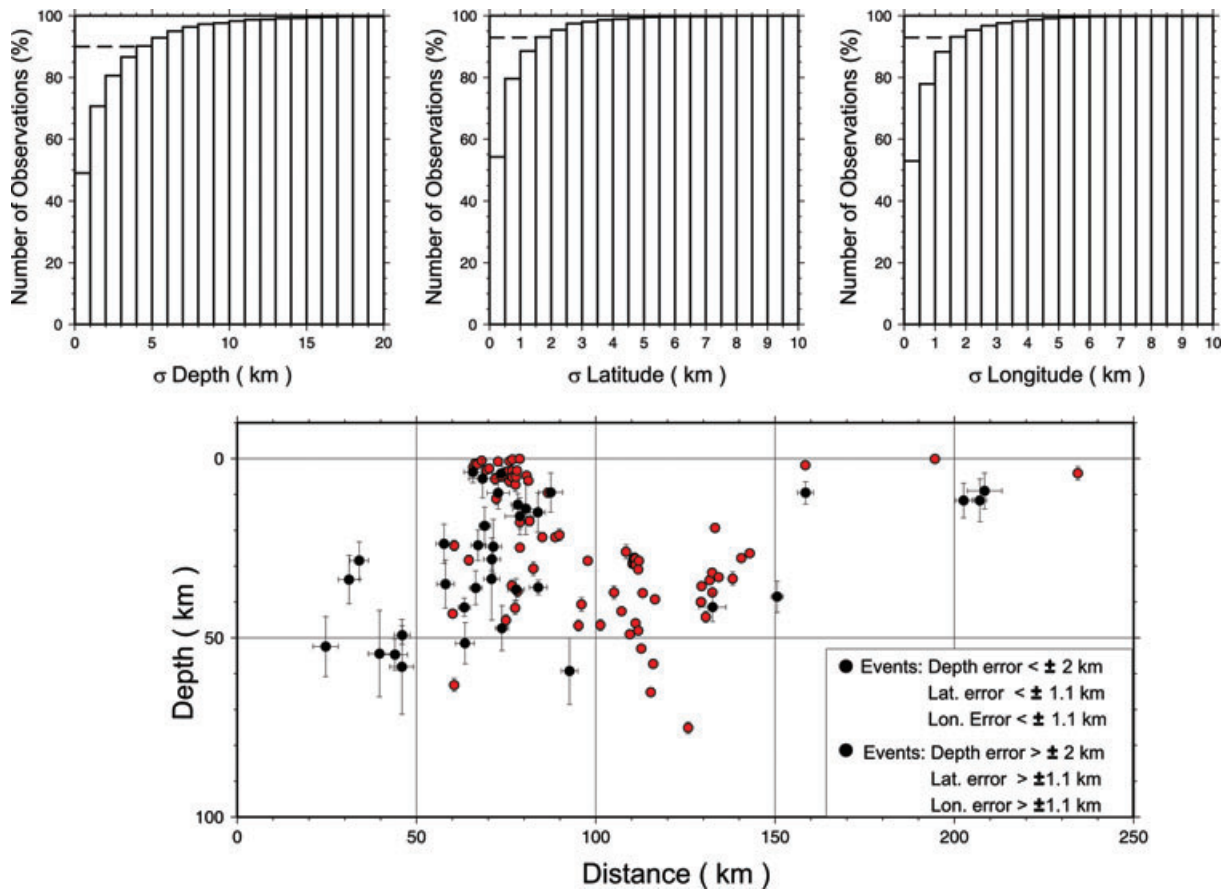 Number of Observations (%)
100
80
60
40
20
0
0 5 10 15 20
σ Depth ( km )
Number of Observations (%)
100
80
60
40
20
0
0 1 2 3 4 5 6 7 8 9 10
σ Latitude ( km )
Number of Observations (%)
100
80
60
40
20
0
0 1 2 3 4 5 6 7 8 9 10
σ Longitude ( km )
Depth ( km )
0
50
100
Events: Depth error < ± 2 km
Lat. error < ± 1.1 km
Lon. Error < ± 1.1 km
Events: Depth error > ± 2 km
Lat. error > ±1.1 km
Lon. error > ±1.1 km
0 50 100 150 200 250
Distance ( km )